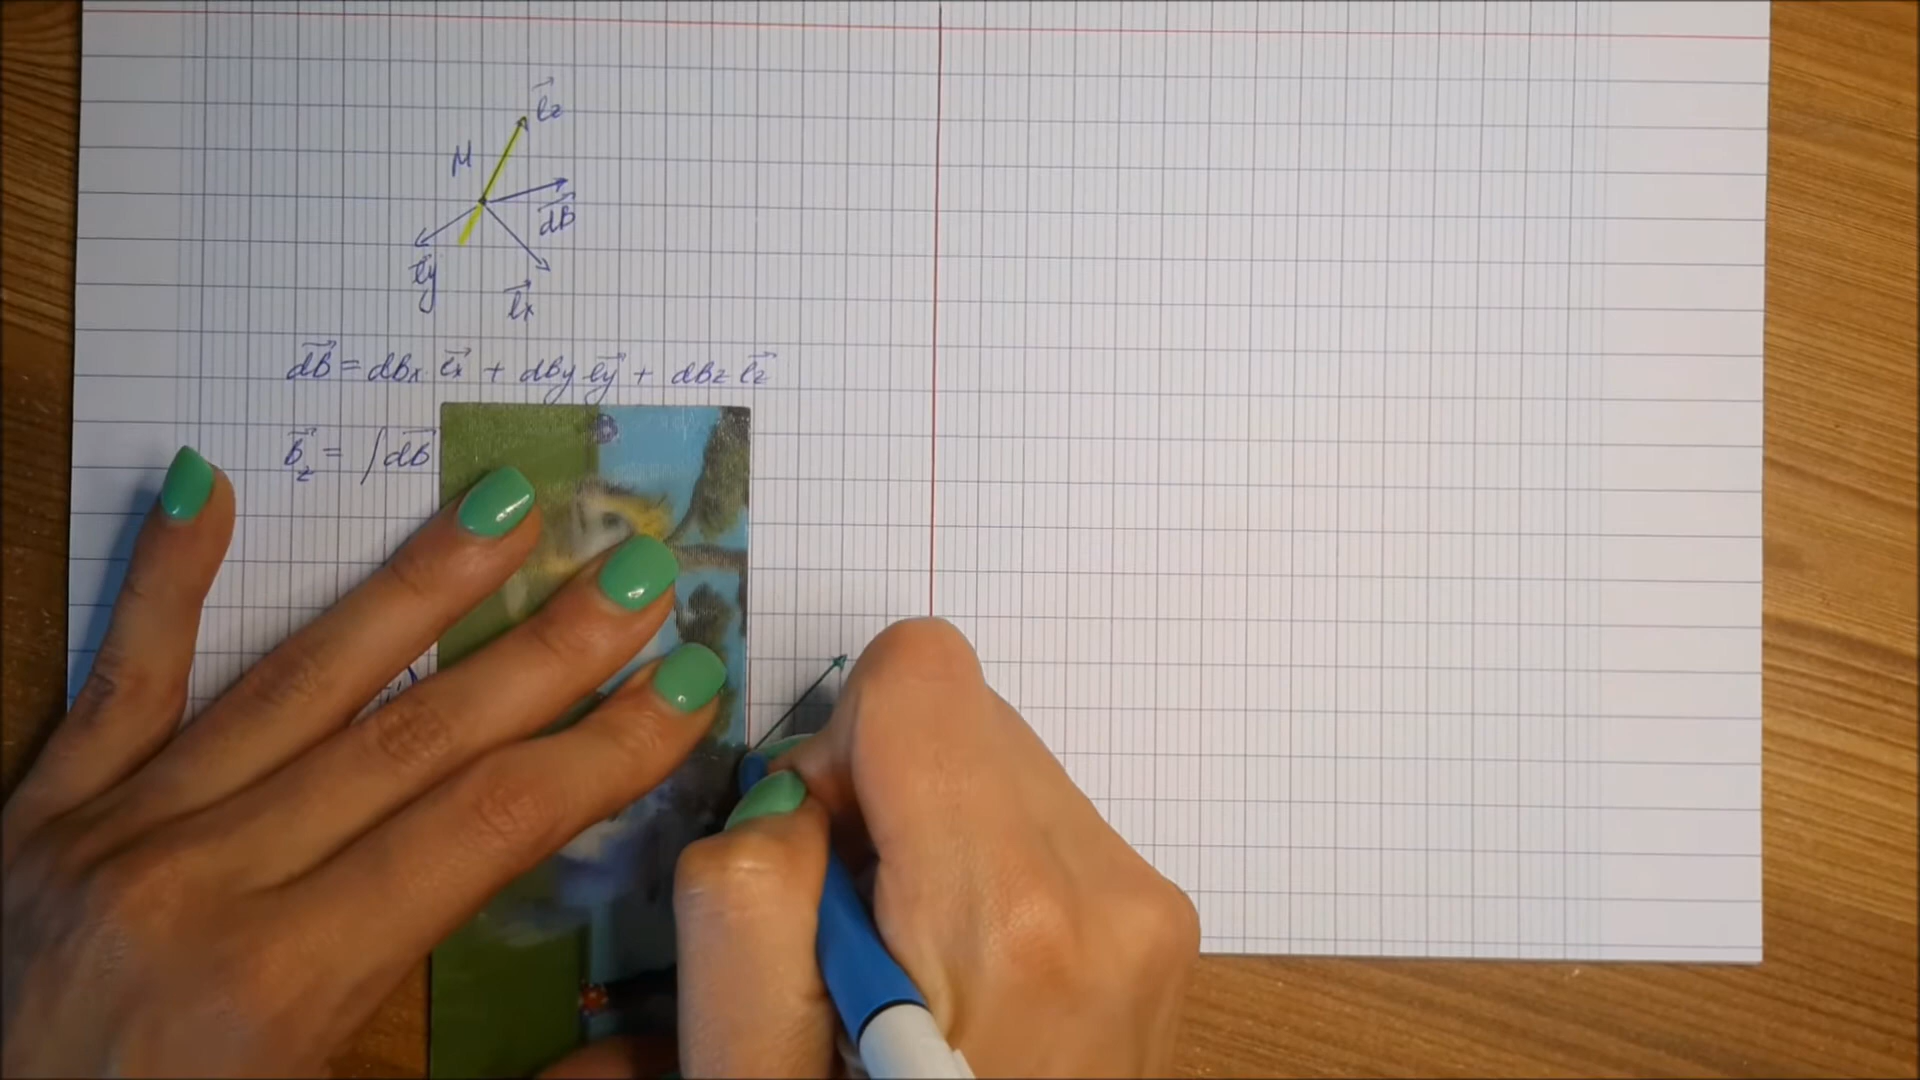 e⃗z
M
d⃗B
e⃗y
e⃗x
d⃗B = dBx e⃗x + dBy e⃗y + dBz e⃗z
B⃗z = ∫ d⃗B